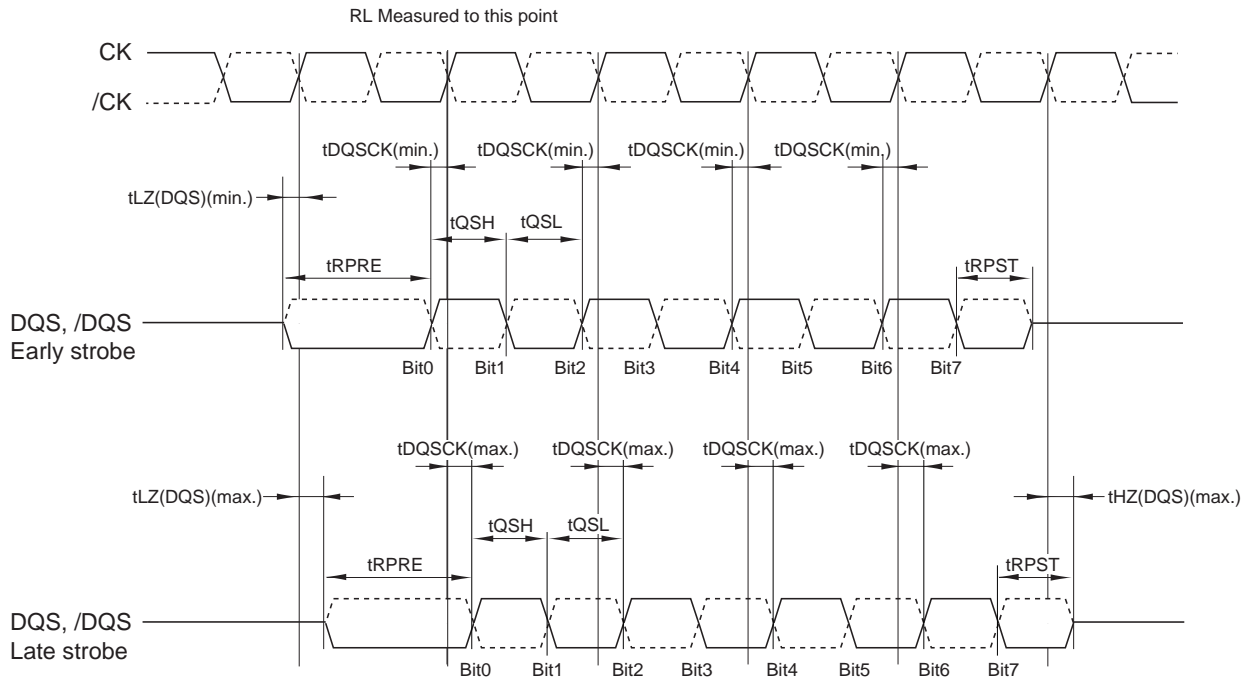 RL Measured to this point
CK
/CK
tDQSCK(min.) tDQSCK(min.) tDQSCK(min.) tDQSCK(min.)
tLZ(DQS)(min.)
tQSH tQSL
tRPRE tRPST
DQS, /DQS
Early strobe
Bit0 Bit1 Bit2 Bit3 Bit4 Bit5 Bit6 Bit7
tDQSCK(max.) tDQSCK(max.) tDQSCK(max.) tDQSCK(max.)
tLZ(DQS)(max.) tHZ(DQS)(max.)
tQSH tQSL
tRPRE tRPST
DQS, /DQS
Late strobe
Bit0 Bit1 Bit2 Bit3 Bit4 Bit5 Bit6 Bit7